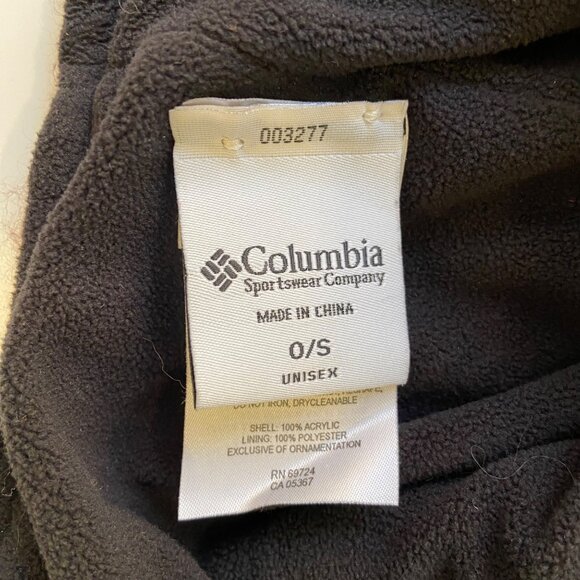 003277
Columbia
Sportswear Company
MADE IN CHINA
O/S
UNISEX
DO NOT IRON, DRYCLEANABLE
SHELL: 100% ACRYLIC
LINING: 100% POLYESTER
EXCLUSIVE OF ORNAMENTATION
RN 69724
CA 05367